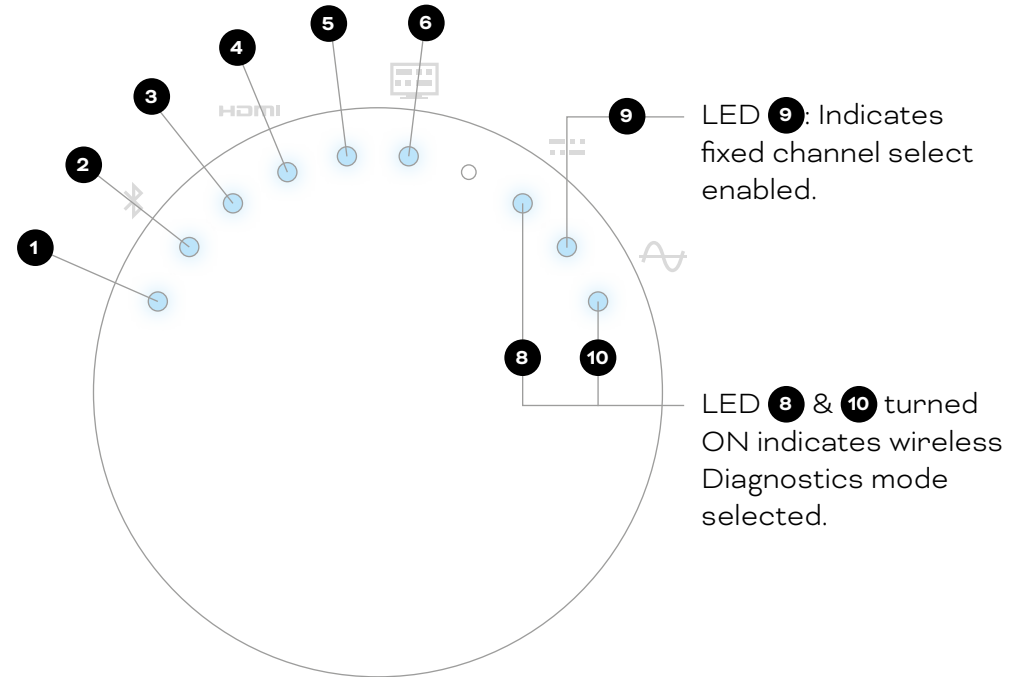 5
6
4
3
HDMI
9
LED 9: Indicates
fixed channel select
enabled.
2
1
8
10
LED 8 & 10 turned
ON indicates wireless
Diagnostics mode
selected.